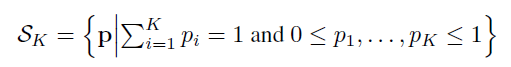 𝒮_K = {𝐩 | ∑_{i=1}^{K} p_i = 1 and 0 ≤ p_1, . . . , p_K ≤ 1}